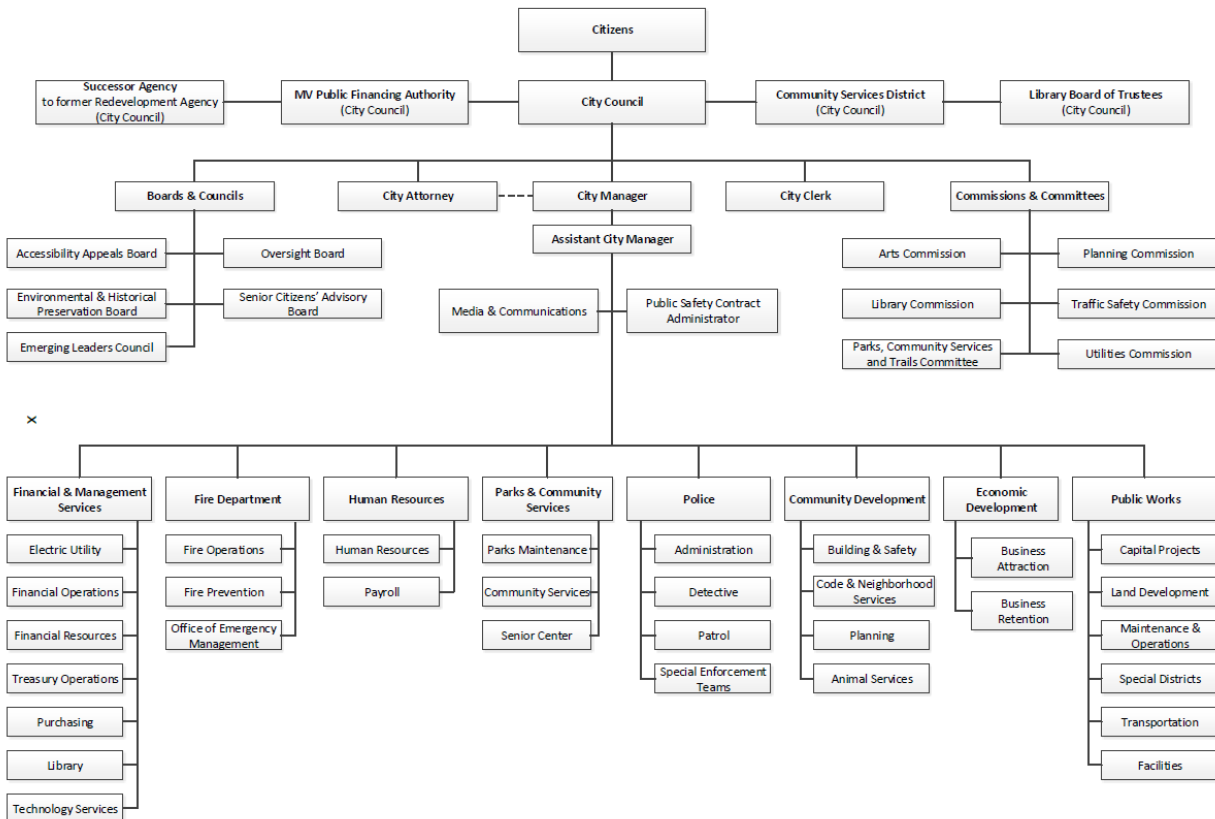 Citizens
Successor Agency
to former Redevelopment Agency
(City Council)
MV Public Financing Authority
(City Council)
City Council
Community Services District
(City Council)
Library Board of Trustees
(City Council)
Boards & Councils
City Attorney
City Manager
City Clerk
Commissions & Committees
Assistant City Manager
Accessibility Appeals Board
Oversight Board
Environmental & Historical
Preservation Board
Senior Citizens' Advisory
Board
Emerging Leaders Council
Media & Communications
Public Safety Contract
Administrator
Arts Commission
Planning Commission
Library Commission
Traffic Safety Commission
Parks, Community Services
and Trails Committee
Utilities Commission
x
Financial & Management
Services
Electric Utility
Financial Operations
Financial Resources
Treasury Operations
Purchasing
Library
Technology Services
Fire Department
Fire Operations
Fire Prevention
Office of Emergency
Management
Human Resources
Human Resources
Payroll
Parks & Community
Services
Parks Maintenance
Community Services
Senior Center
Police
Administration
Detective
Patrol
Special Enforcement
Teams
Community Development
Building & Safety
Code & Neighborhood
Services
Planning
Animal Services
Economic
Development
Business
Attraction
Business
Retention
Public Works
Capital Projects
Land Development
Maintenance &
Operations
Special Districts
Transportation
Facilities